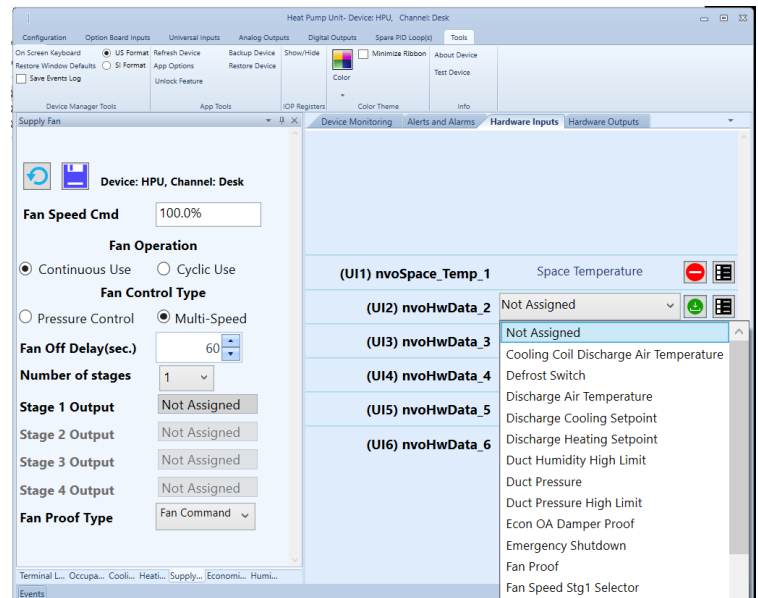 Heat Pump Unit- Device: HPU, Channel: Desk
Configuration Option Board Inputs Universal Inputs Analog Outputs Digital Outputs Spare PID Loop(s) Tools
On Screen Keyboard US Format Refresh Device Backup Device Show/Hide Minimize Ribbon About Device
Restore Window Defaults SI Format App Options Restore Device Test Device
Save Events Log Unlock Feature Color
Device Manager Tools App Tools IOP Registers Color Theme Info
Supply Fan
Device Monitoring Alerts and Alarms Hardware Inputs Hardware Outputs
Device: HPU, Channel: Desk
Fan Speed Cmd 100.0%
Fan Operation
Continuous Use Cyclic Use
Fan Control Type
Pressure Control Multi-Speed
Fan Off Delay(sec.) 60
Number of stages 1
Stage 1 Output Not Assigned
Stage 2 Output Not Assigned
Stage 3 Output Not Assigned
Stage 4 Output Not Assigned
Fan Proof Type Fan Command
Terminal L... Occupa... Cooli... Heati... Supply... Economi... Humi...
Events
(UI1) nvoSpace_Temp_1 Space Temperature
(UI2) nvoHwData_2 Not Assigned
(UI3) nvoHwData_3
(UI4) nvoHwData_4
(UI5) nvoHwData_5
(UI6) nvoHwData_6
Not Assigned
Cooling Coil Discharge Air Temperature
Defrost Switch
Discharge Air Temperature
Discharge Cooling Setpoint
Discharge Heating Setpoint
Duct Humidity High Limit
Duct Pressure
Duct Pressure High Limit
Econ OA Damper Proof
Emergency Shutdown
Fan Proof
Fan Speed Stg1 Selector